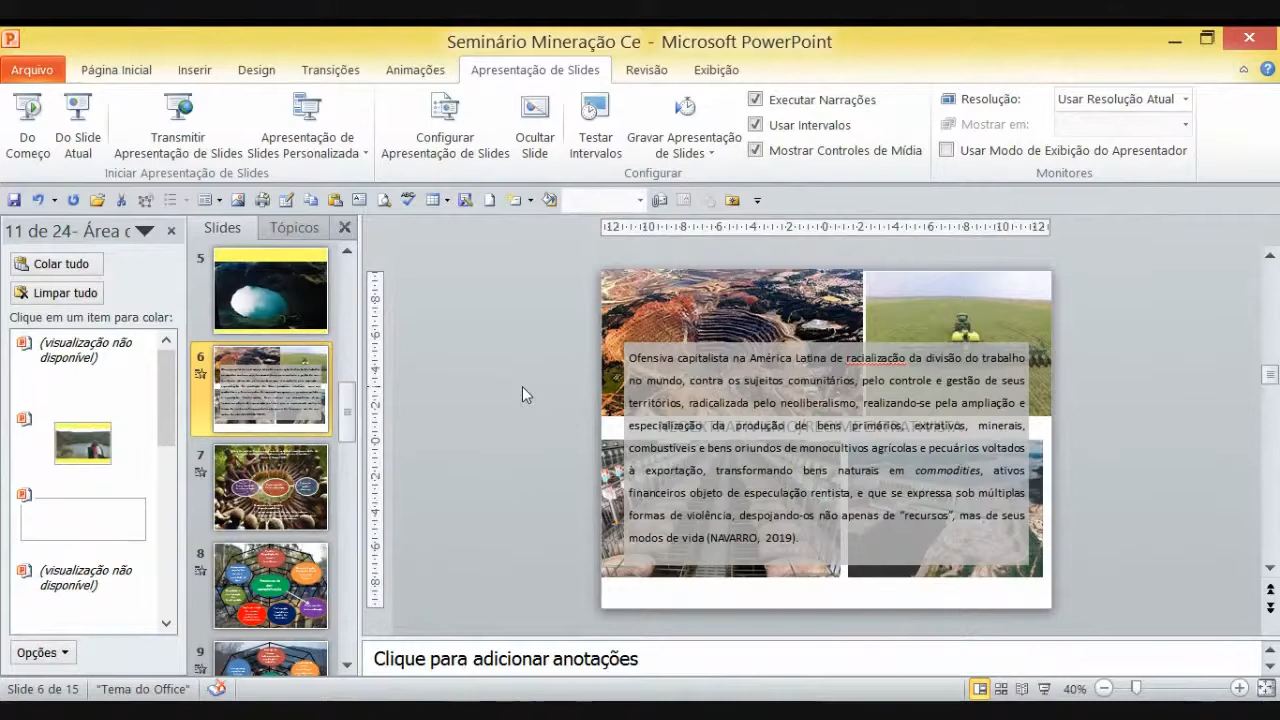 Seminário Mineração Ce - Microsoft PowerPoint
Arquivo Página Inicial Inserir Design Transições Animações Apresentação de Slides Revisão Exibição
Do Começo
Do Slide Atual
Transmitir Apresentação de Slides
Apresentação de Slides Personalizada
Iniciar Apresentação de Slides
Configurar Apresentação de Slides
Ocultar Slide
Testar Intervalos
Gravar Apresentação de Slides
Executar Narrações
Usar Intervalos
Mostrar Controles de Mídia
Configurar
Resolução: Usar Resolução Atual
Mostrar em:
Usar Modo de Exibição do Apresentador
Monitores
11 de 24- Área d
Colar tudo
Limpar tudo
Clique em um item para colar:
(visualização não
disponível)
(visualização não
disponível)
Opções
Slides Tópicos
5
6
7
8
9
Ofensiva capitalista na América Latina de racialização da divisão do trabalho
no mundo, contra os sujeitos comunitários, pelo controle e gestão de seus
territórios, radicalizada pelo neoliberalismo, realizando-se pela ampliação e
especialização da produção de bens primários, extrativos, minerais,
combustíveis e bens oriundos de monocultivos agrícolas e pecuários voltados
à exportação, transformando bens naturais em commodities, ativos
financeiros objeto de especulação rentista, e que se expressa sob múltiplas
formas de violência, despojando-os não apenas de “recursos”, mas de seus
modos de vida (NAVARRO, 2019).
Clique para adicionar anotações
Slide 6 de 15 "Tema do Office" 40%